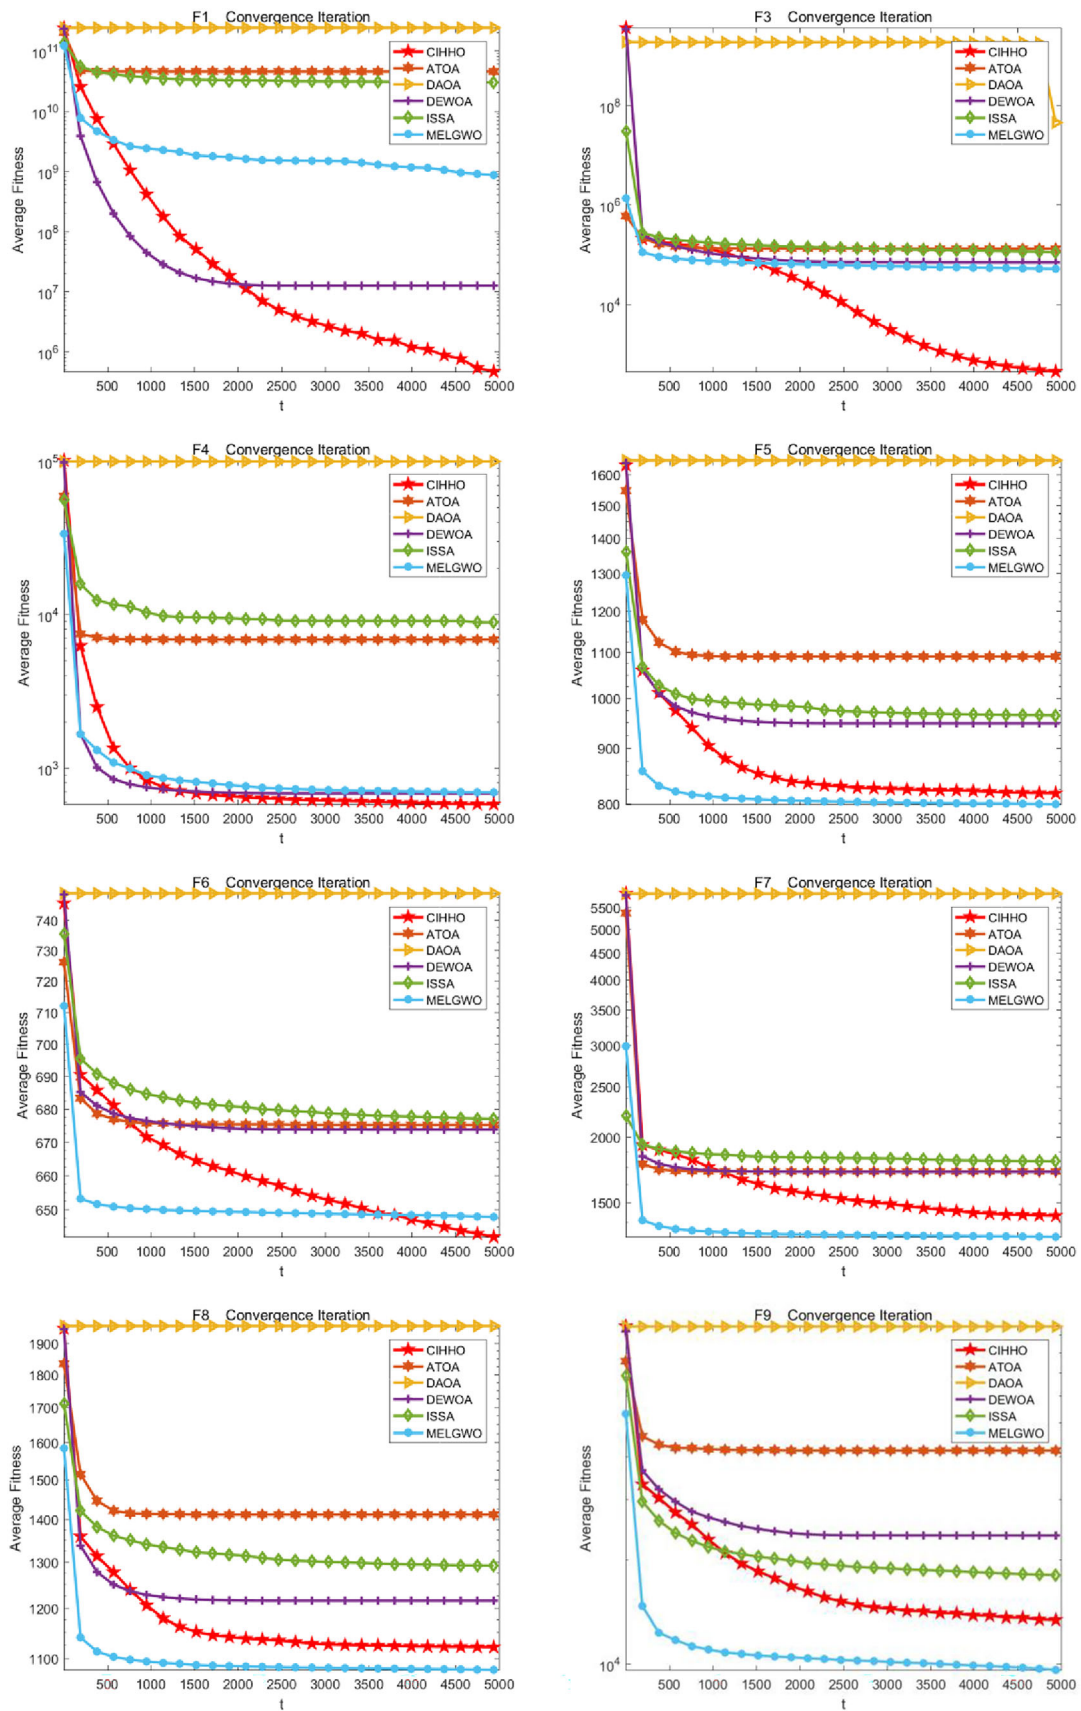 F1 Convergence Iteration
10^11
10^10
10^9
10^8
10^7
10^6
Average Fitness
CIHHO
ATOA
DAOA
DEWOA
ISSA
MELGWO
500 1000 1500 2000 2500 3000 3500 4000 4500 5000
t
F3 Convergence Iteration
10^8
10^6
10^4
Average Fitness
CIHHO
ATOA
DAOA
DEWOA
ISSA
MELGWO
500 1000 1500 2000 2500 3000 3500 4000 4500 5000
t
F4 Convergence Iteration
10^5
10^4
10^3
Average Fitness
CIHHO
ATOA
DAOA
DEWOA
ISSA
MELGWO
500 1000 1500 2000 2500 3000 3500 4000 4500 5000
t
F5 Convergence Iteration
1600
1500
1400
1300
1200
1100
1000
900
800
Average Fitness
CIHHO
ATOA
DAOA
DEWOA
ISSA
MELGWO
500 1000 1500 2000 2500 3000 3500 4000 4500 5000
t
F6 Convergence Iteration
740
730
720
710
700
690
680
670
660
650
Average Fitness
CIHHO
ATOA
DAOA
DEWOA
ISSA
MELGWO
500 1000 1500 2000 2500 3000 3500 4000 4500 5000
t
F7 Convergence Iteration
5500
5000
4500
4000
3500
3000
2500
2000
1500
Average Fitness
CIHHO
ATOA
DAOA
DEWOA
ISSA
MELGWO
500 1000 1500 2000 2500 3000 3500 4000 4500 5000
t
F8 Convergence Iteration
1900
1800
1700
1600
1500
1400
1300
1200
1100
Average Fitness
CIHHO
ATOA
DAOA
DEWOA
ISSA
MELGWO
500 1000 1500 2000 2500 3000 3500 4000 4500 5000
t
F9 Convergence Iteration
10^4
Average Fitness
CIHHO
ATOA
DAOA
DEWOA
ISSA
MELGWO
500 1000 1500 2000 2500 3000 3500 4000 4500 5000
t